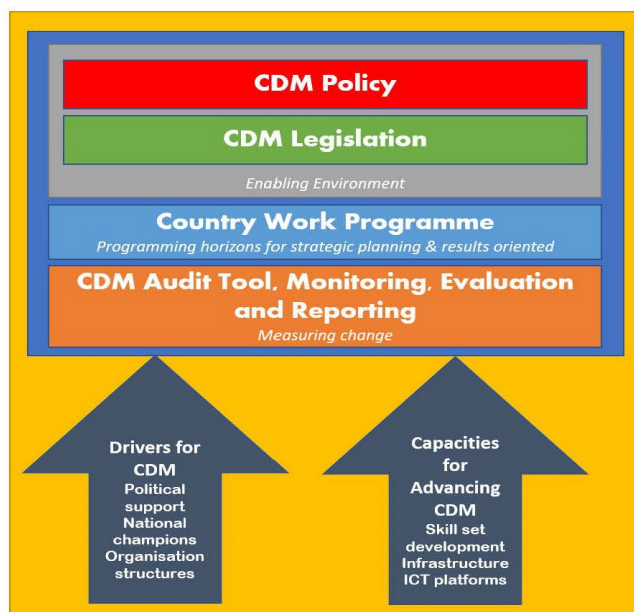 CDM Policy
CDM Legislation
Enabling Environment
Country Work Programme
Programming horizons for strategic planning & results oriented
CDM Audit Tool, Monitoring, Evaluation
and Reporting
Measuring change
Drivers for
CDM
Political
support
National
champions
Organisation
structures
Capacities
for
Advancing
CDM
Skill set
development
Infrastructure
ICT platforms